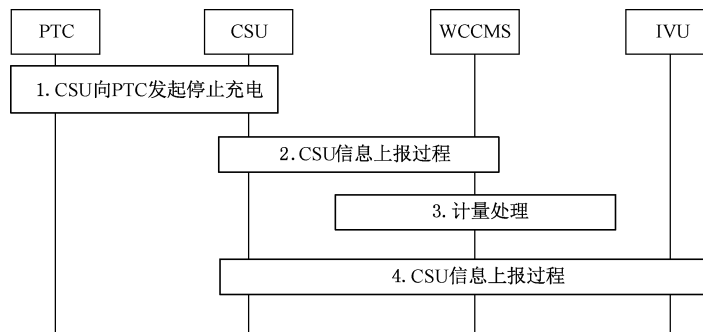 PTC CSU WCCMS IVU
1.CSU向PTC发起停止充电
2.CSU信息上报过程
3.计量处理
4.CSU信息上报过程